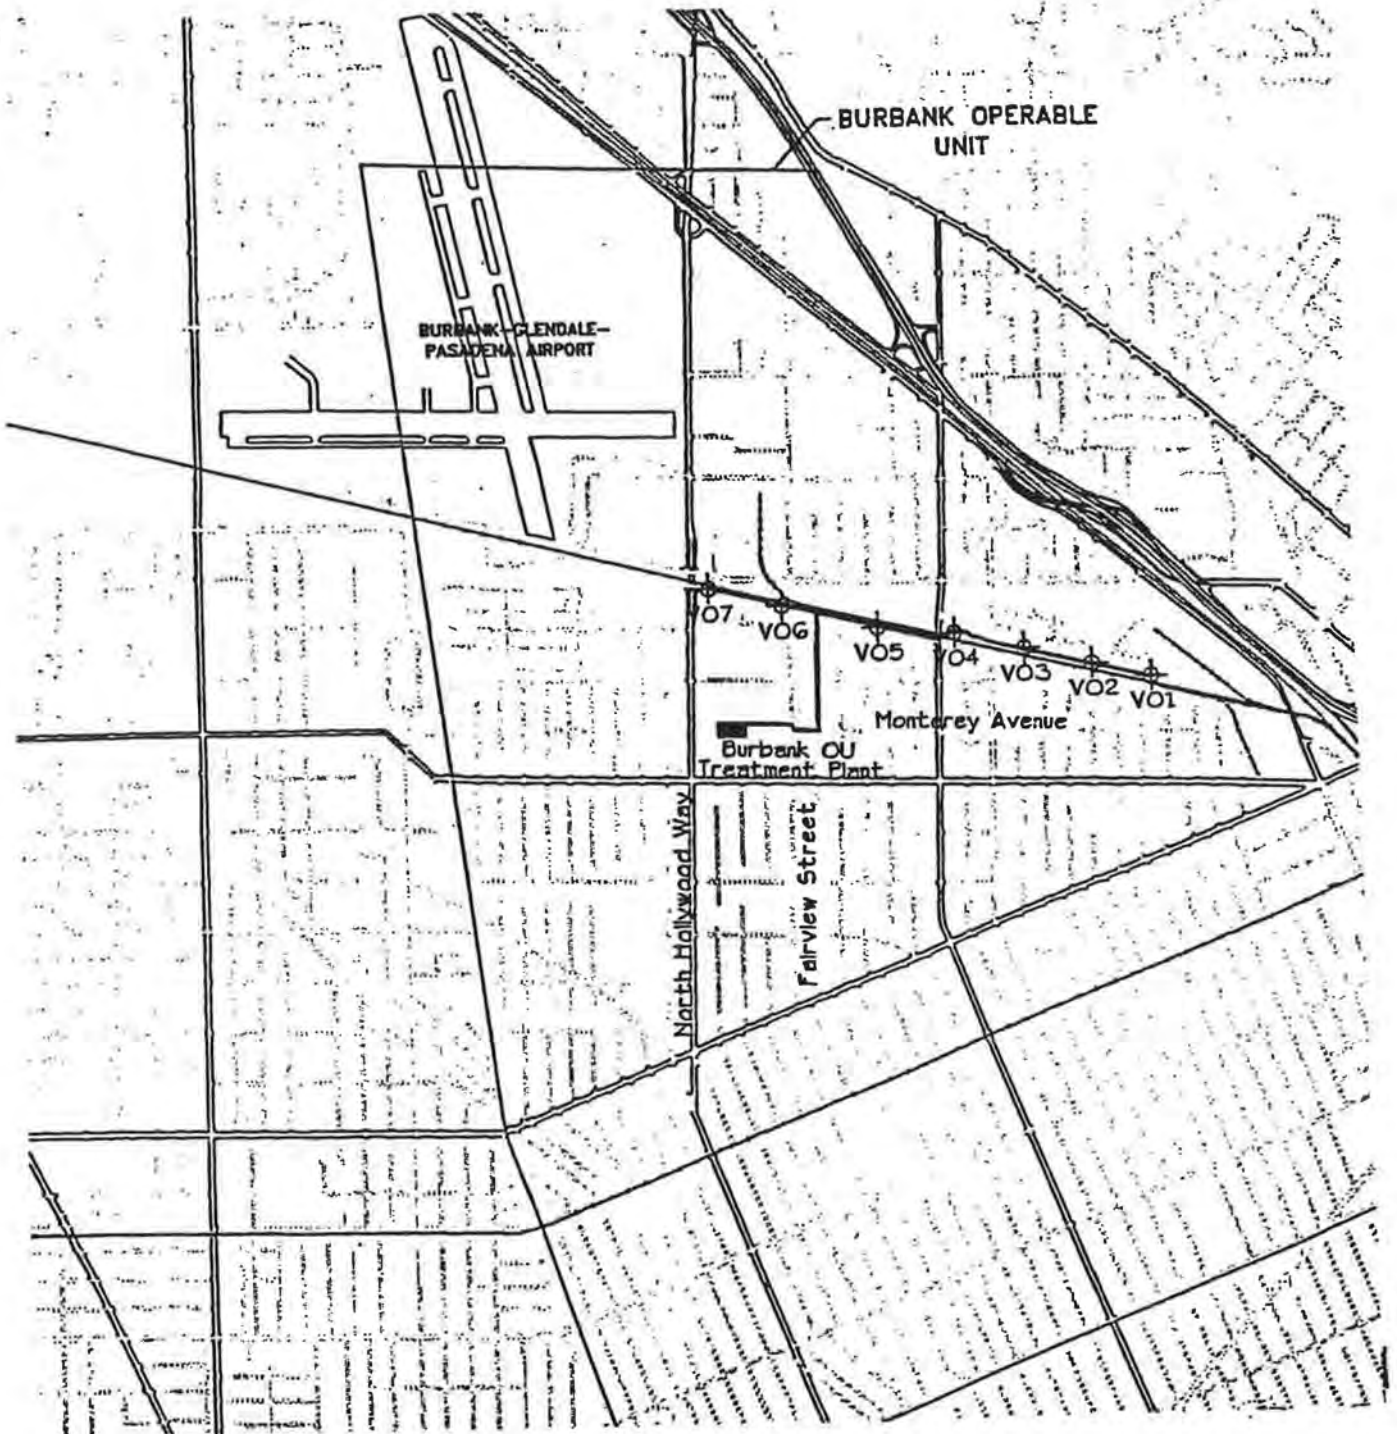 BURBANK OPERABLE
UNIT
BURBANK-GLENDALE-
PASADENA AIRPORT
VO7
VO6
VO5
VO4
VO3
VO2
VO1
Monterey Avenue
Burbank OU
Treatment Plant
North Hollywood Way
Fairview Street